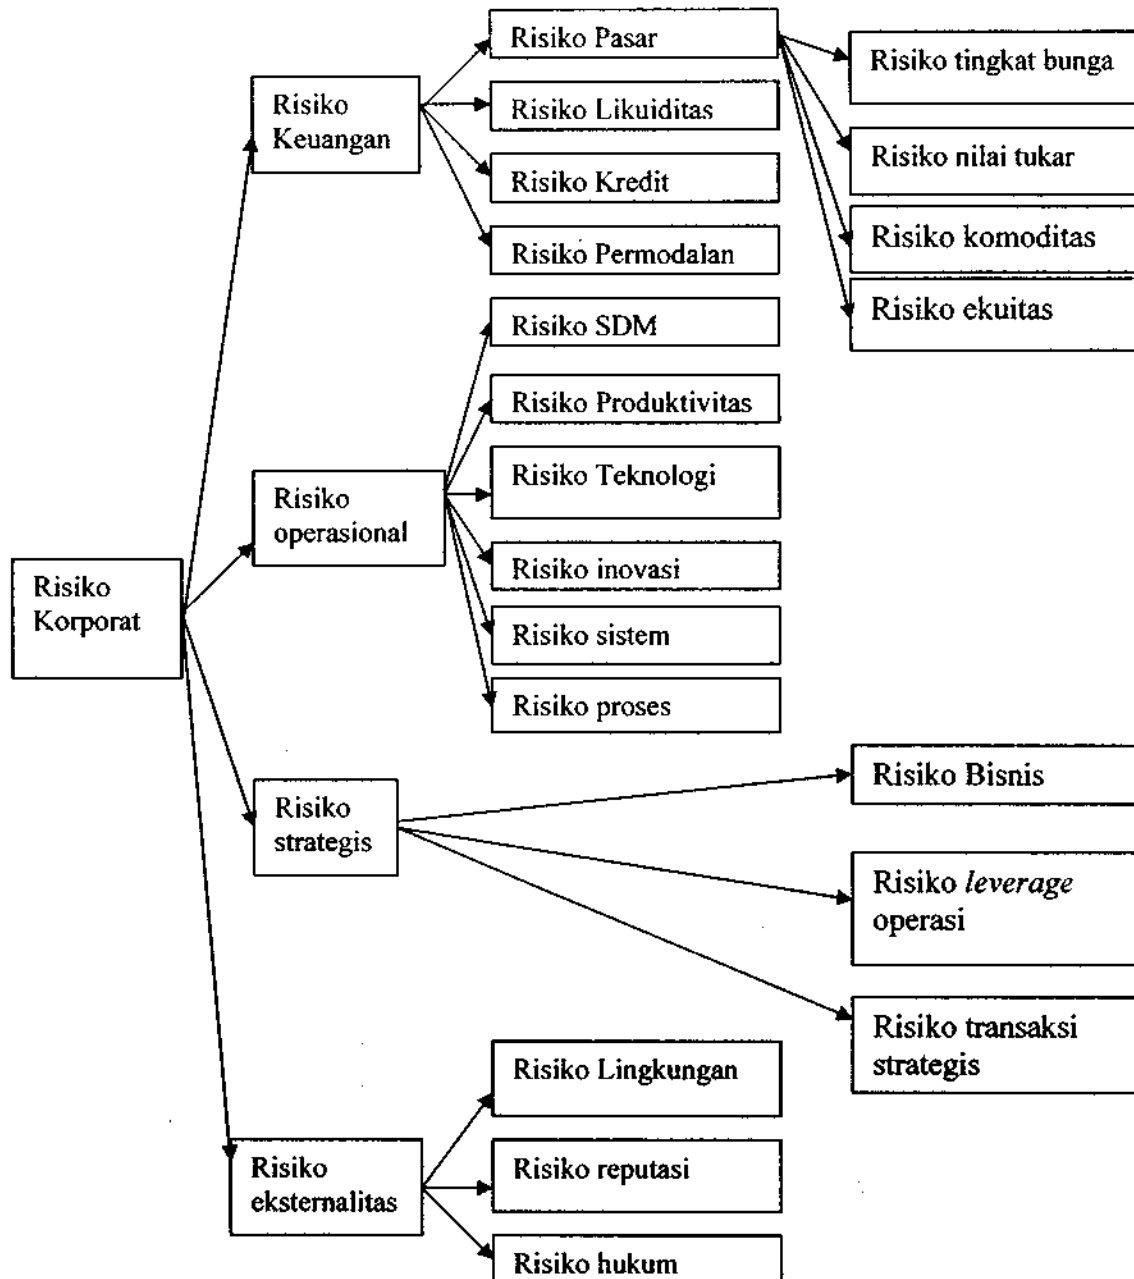 Risiko Pasar
Risiko tingkat bunga
Risiko
Keuangan
Risiko Likuiditas
Risiko nilai tukar
Risiko Kredit
Risiko komoditas
Risiko Permodalan
Risiko ekuitas
Risiko SDM
Risiko Produktivitas
Risiko Teknologi
Risiko
operasional
Risiko inovasi
Risiko
Korporat
Risiko sistem
Risiko proses
Risiko Bisnis
Risiko
strategis
Risiko leverage
operasi
Risiko transaksi
strategis
Risiko Lingkungan
Risiko
eksternalitas
Risiko reputasi
Risiko hukum